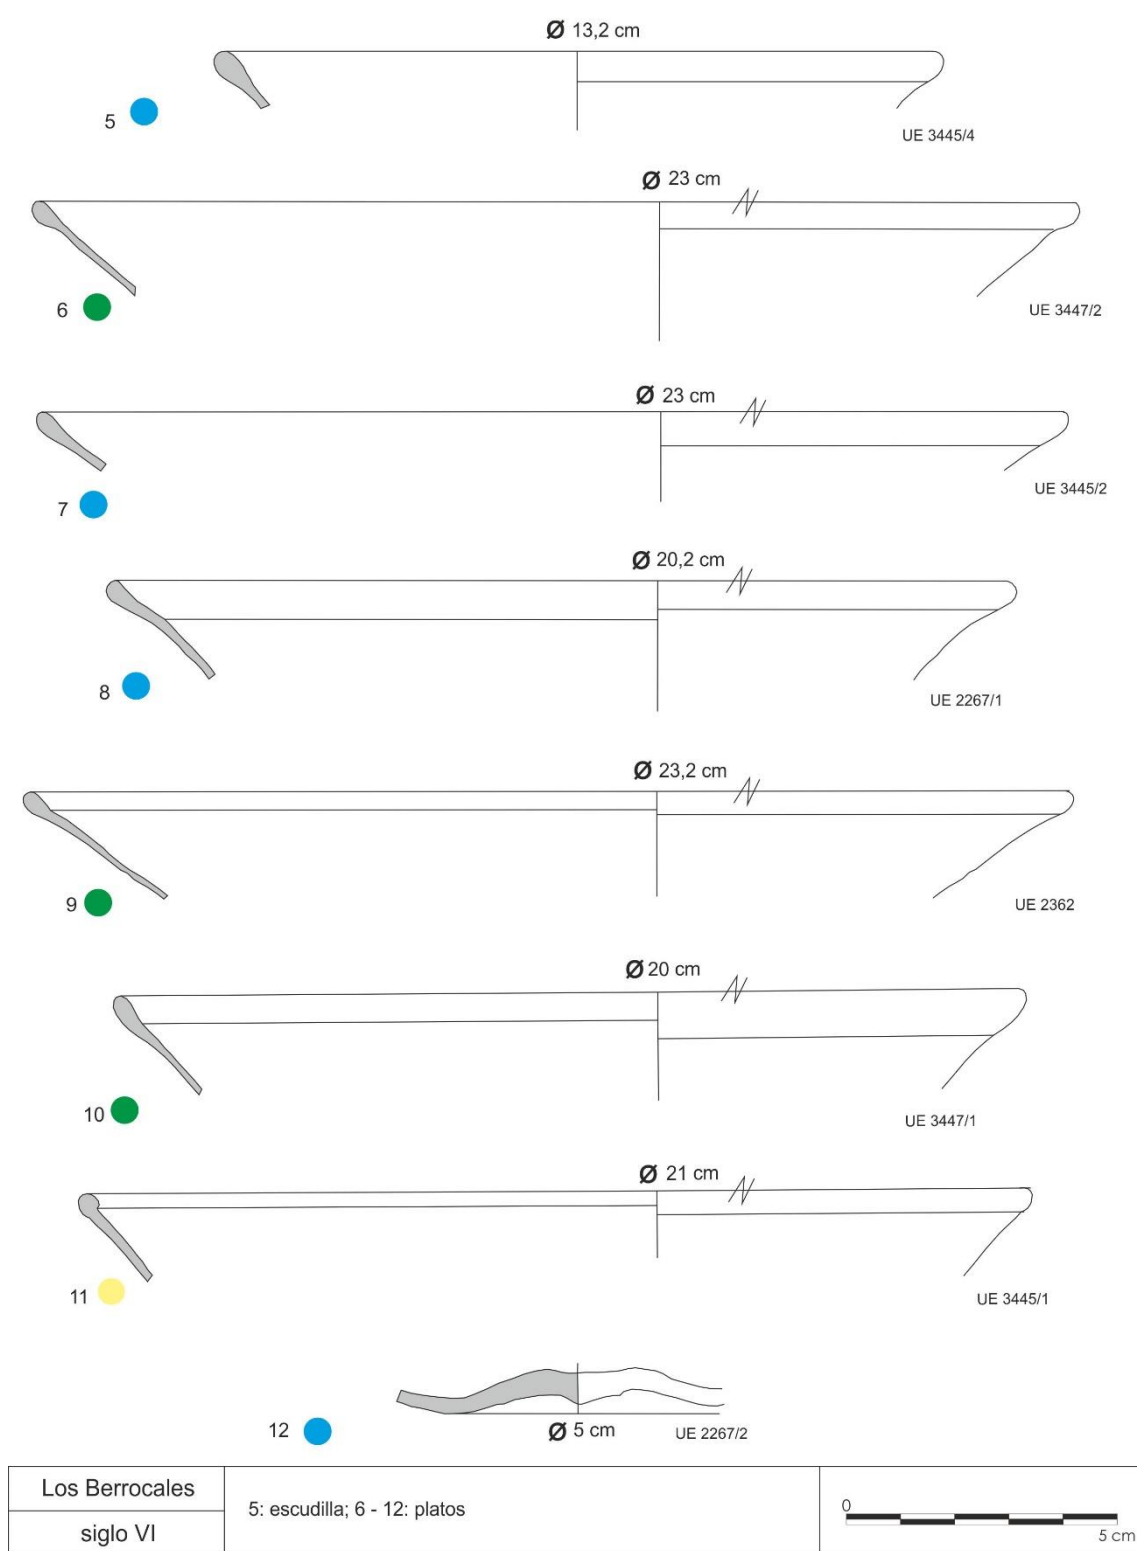 Ø 13,2 cm
5
UE 3445/4
Ø 23 cm
6
UE 3447/2
Ø 23 cm
7
UE 3445/2
Ø 20,2 cm
8
UE 2267/1
Ø 23,2 cm
9
UE 2362
Ø 20 cm
10
UE 3447/1
Ø 21 cm
11
UE 3445/1
12
Ø 5 cm
UE 2267/2
Los Berrocales
siglo VI
5: escudilla; 6 - 12: platos
0
5 cm